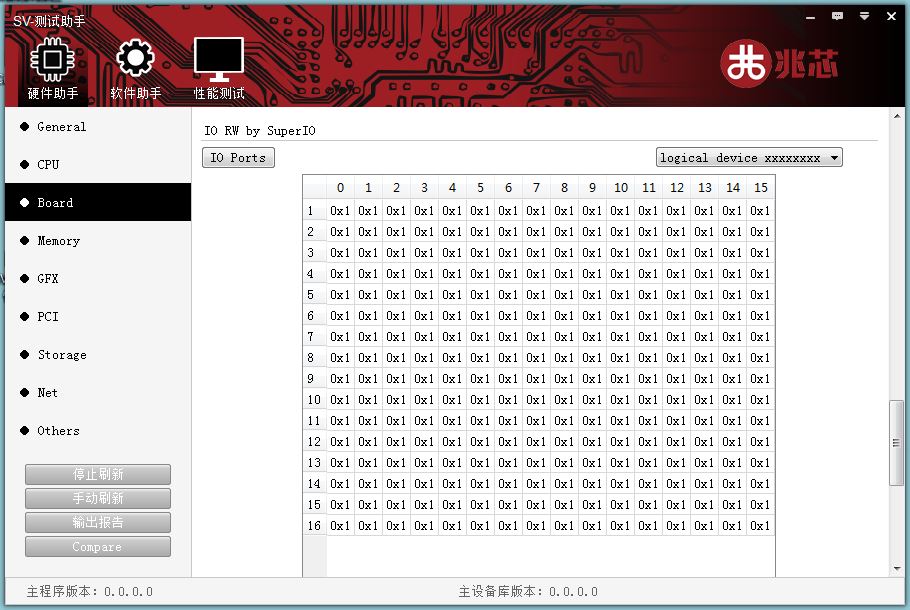 SV-测试助手
硬件助手 软件助手 性能测试 兆芯
General
CPU
Board
Memory
GFX
PCI
Storage
Net
Others
停止刷新
手动刷新
输出报告
Compare
IO RW by SuperIO
IO Ports logical device xxxxxxxx
0 1 2 3 4 5 6 7 8 9 10 11 12 13 14 15
1 0x1 0x1 0x1 0x1 0x1 0x1 0x1 0x1 0x1 0x1 0x1 0x1 0x1 0x1 0x1 0x1
2 0x1 0x1 0x1 0x1 0x1 0x1 0x1 0x1 0x1 0x1 0x1 0x1 0x1 0x1 0x1 0x1
3 0x1 0x1 0x1 0x1 0x1 0x1 0x1 0x1 0x1 0x1 0x1 0x1 0x1 0x1 0x1 0x1
4 0x1 0x1 0x1 0x1 0x1 0x1 0x1 0x1 0x1 0x1 0x1 0x1 0x1 0x1 0x1 0x1
5 0x1 0x1 0x1 0x1 0x1 0x1 0x1 0x1 0x1 0x1 0x1 0x1 0x1 0x1 0x1 0x1
6 0x1 0x1 0x1 0x1 0x1 0x1 0x1 0x1 0x1 0x1 0x1 0x1 0x1 0x1 0x1 0x1
7 0x1 0x1 0x1 0x1 0x1 0x1 0x1 0x1 0x1 0x1 0x1 0x1 0x1 0x1 0x1 0x1
8 0x1 0x1 0x1 0x1 0x1 0x1 0x1 0x1 0x1 0x1 0x1 0x1 0x1 0x1 0x1 0x1
9 0x1 0x1 0x1 0x1 0x1 0x1 0x1 0x1 0x1 0x1 0x1 0x1 0x1 0x1 0x1 0x1
10 0x1 0x1 0x1 0x1 0x1 0x1 0x1 0x1 0x1 0x1 0x1 0x1 0x1 0x1 0x1 0x1
11 0x1 0x1 0x1 0x1 0x1 0x1 0x1 0x1 0x1 0x1 0x1 0x1 0x1 0x1 0x1 0x1
12 0x1 0x1 0x1 0x1 0x1 0x1 0x1 0x1 0x1 0x1 0x1 0x1 0x1 0x1 0x1 0x1
13 0x1 0x1 0x1 0x1 0x1 0x1 0x1 0x1 0x1 0x1 0x1 0x1 0x1 0x1 0x1 0x1
14 0x1 0x1 0x1 0x1 0x1 0x1 0x1 0x1 0x1 0x1 0x1 0x1 0x1 0x1 0x1 0x1
15 0x1 0x1 0x1 0x1 0x1 0x1 0x1 0x1 0x1 0x1 0x1 0x1 0x1 0x1 0x1 0x1
16 0x1 0x1 0x1 0x1 0x1 0x1 0x1 0x1 0x1 0x1 0x1 0x1 0x1 0x1 0x1 0x1
主程序版本: 0.0.0.0 主设备库版本: 0.0.0.0